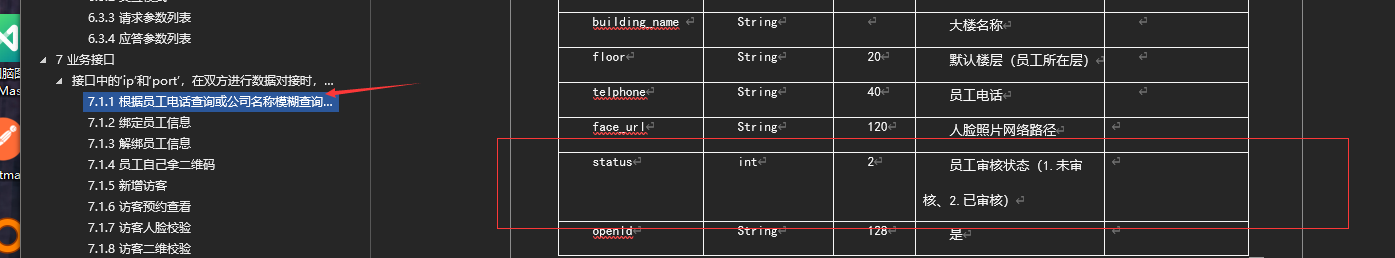 6.3.3 请求参数列表
6.3.4 应答参数列表
7 业务接口
接口中的'ip'和'port'，在双方进行数据对接时，...
7.1.1 根据员工电话查询或公司名称模糊查询...
7.1.2 绑定员工信息
7.1.3 解绑员工信息
7.1.4 员工自己拿二维码
7.1.5 新增访客
7.1.6 访客预约查看
7.1.7 访客人脸校验
7.1.8 访客二维校验
building_name String 大楼名称
floor String 20 默认楼层（员工所在层）
telphone String 40 员工电话
face_url String 120 人脸照片网络路径
status int 2 员工审核状态（1.未审
核、2.已审核）
openId String 128 是